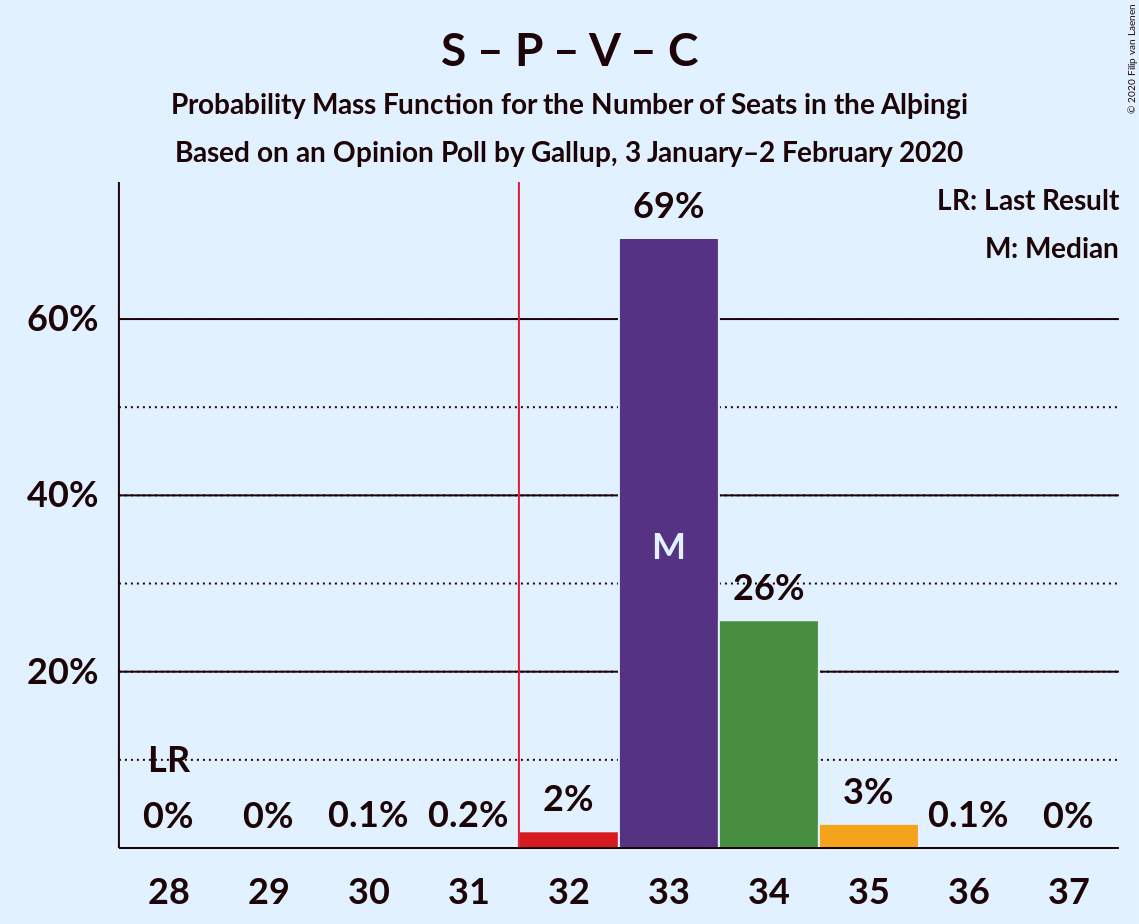 S – P – V – C
Probability Mass Function for the Number of Seats in the Alþingi
Based on an Opinion Poll by Gallup, 3 January–2 February 2020
© 2020 Filip van Laenen
LR: Last Result
M: Median
69%
60%
M
40%
26%
20%
LR
0%
0%
0.1%
0.2%
2%
3%
0.1%
0%
28 29 30 31 32 33 34 35 36 37